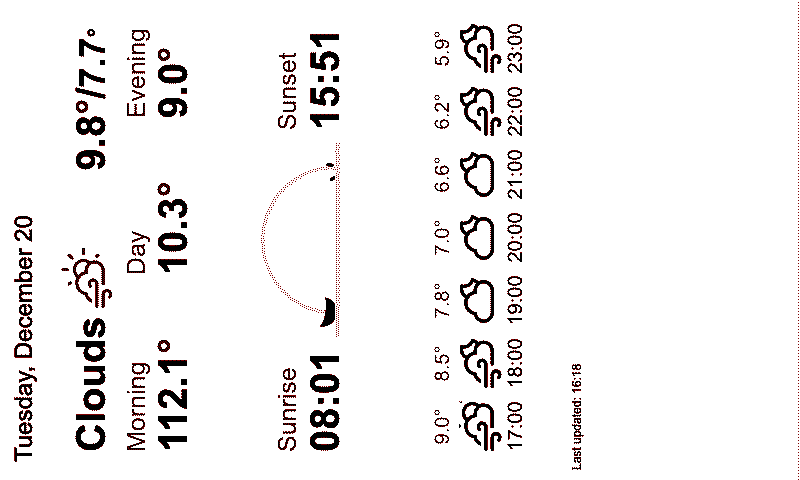 Tuesday, December 20
Clouds 9.8°/7.7°
Morning Day Evening
112.1° 10.3° 9.0°
Sunrise Sunset
08:01 15:51
9.0° 8.5° 7.8° 7.0° 6.6° 6.2° 5.9°
17:00 18:00 19:00 20:00 21:00 22:00 23:00
Last updated: 16:18